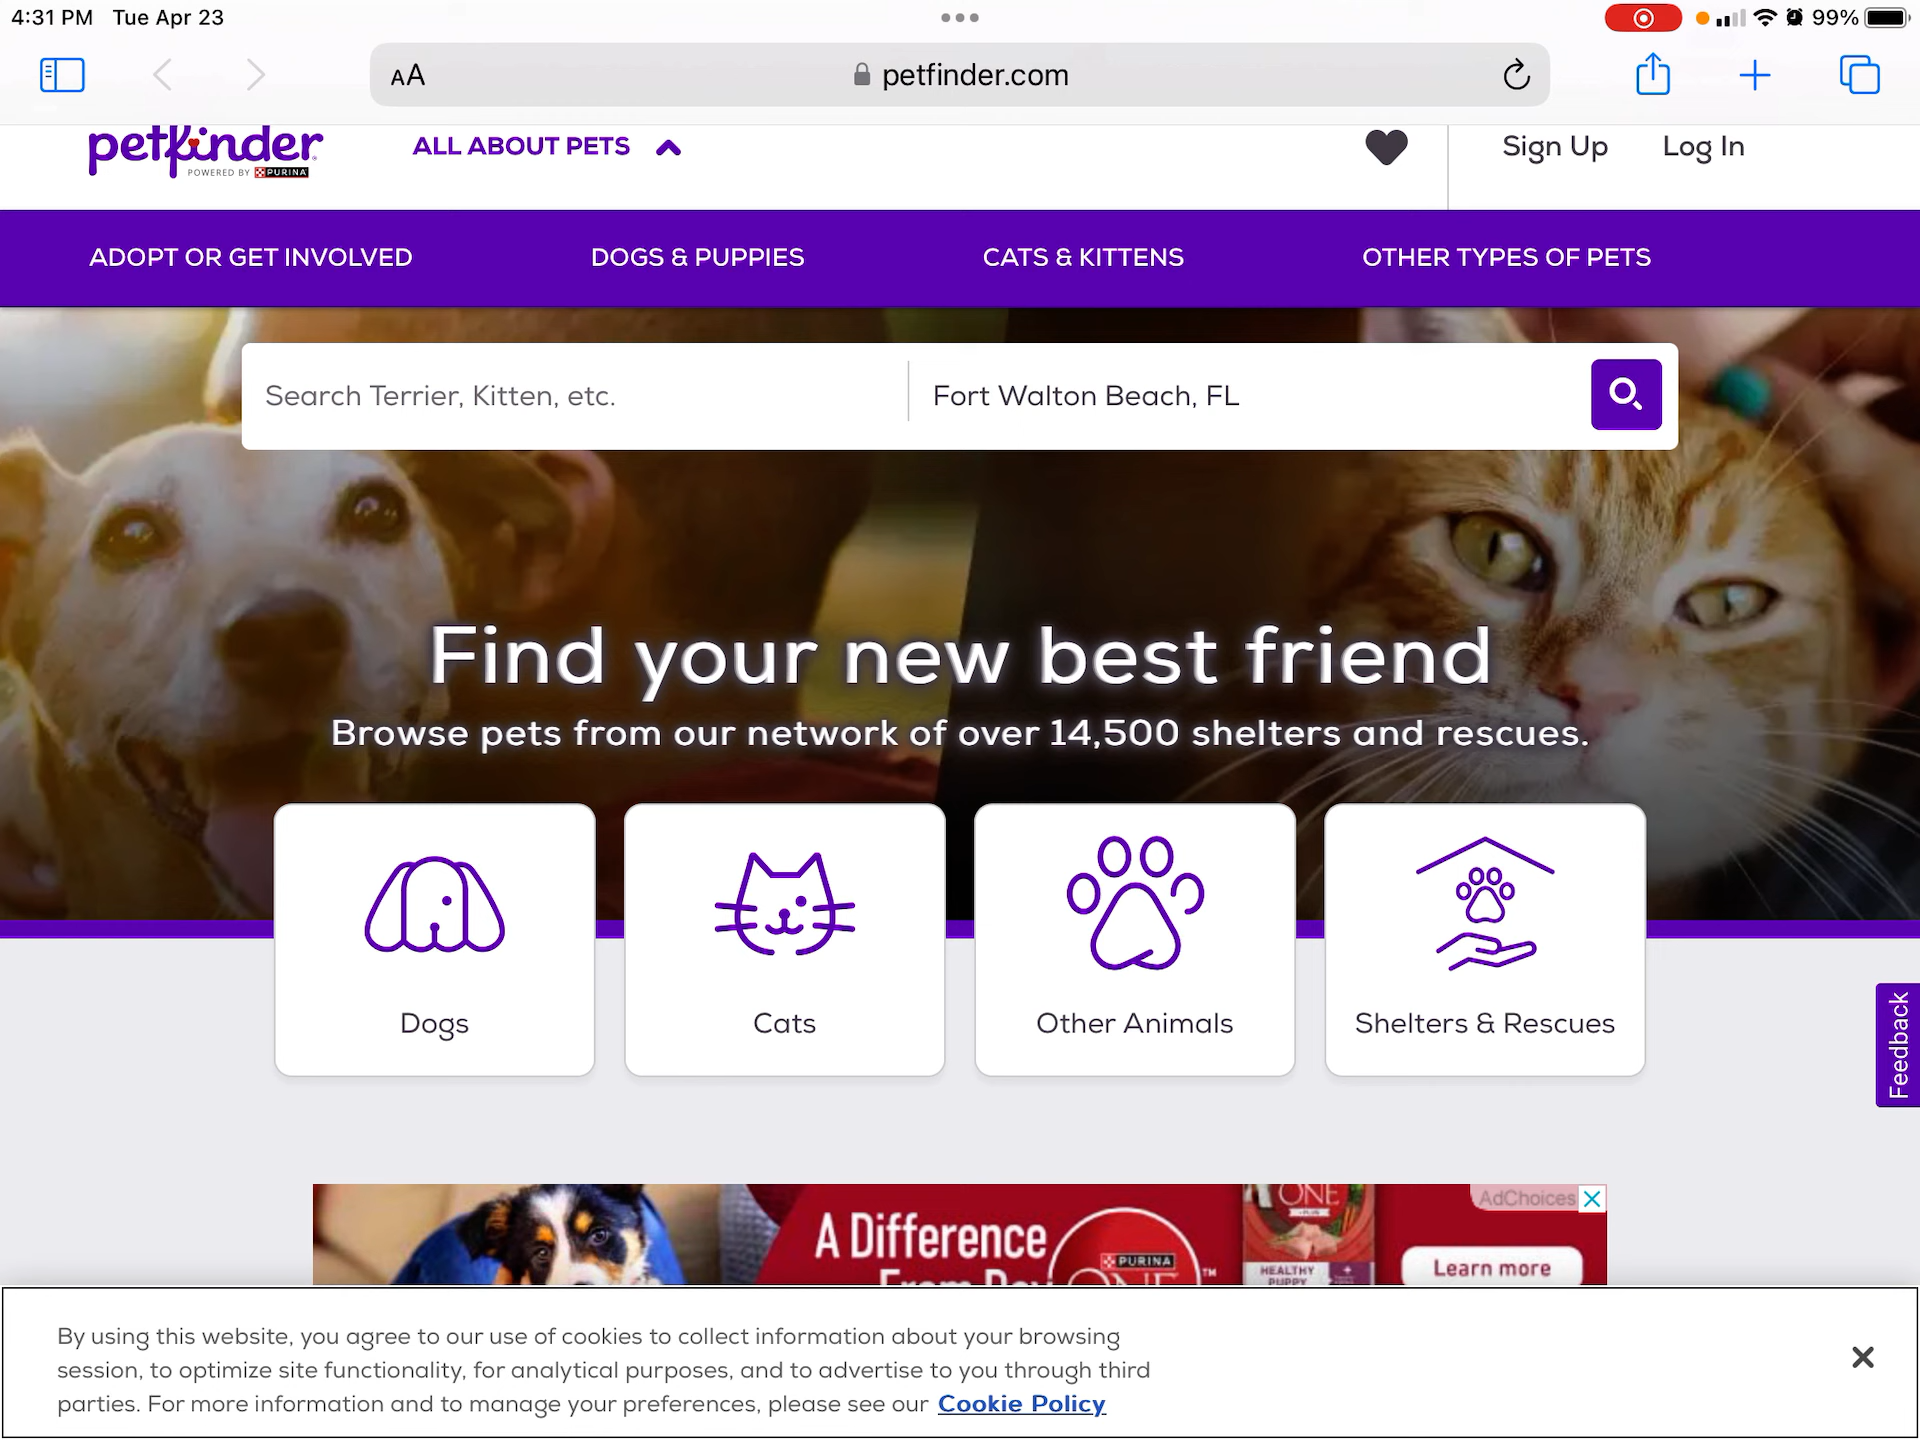 4:31 PM Tue Apr 23
99%
AA
petfinder.com
petfinder
POWERED BY PURINA
ALL ABOUT PETS
Sign Up
Log In
ADOPT OR GET INVOLVED
DOGS & PUPPIES
CATS & KITTENS
OTHER TYPES OF PETS
Search Terrier, Kitten, etc.
Fort Walton Beach, FL
Find your new best friend
Browse pets from our network of over 14,500 shelters and rescues.
Dogs
Cats
Other Animals
Shelters & Rescues
Feedback
AdChoices
A Difference
From Day
PURINA
ONE
TM
ONE
HEALTHY
PUPPY
Learn more
By using this website, you agree to our use of cookies to collect information about your browsing
session, to optimize site functionality, for analytical purposes, and to advertise to you through third
parties. For more information and to manage your preferences, please see our Cookie Policy